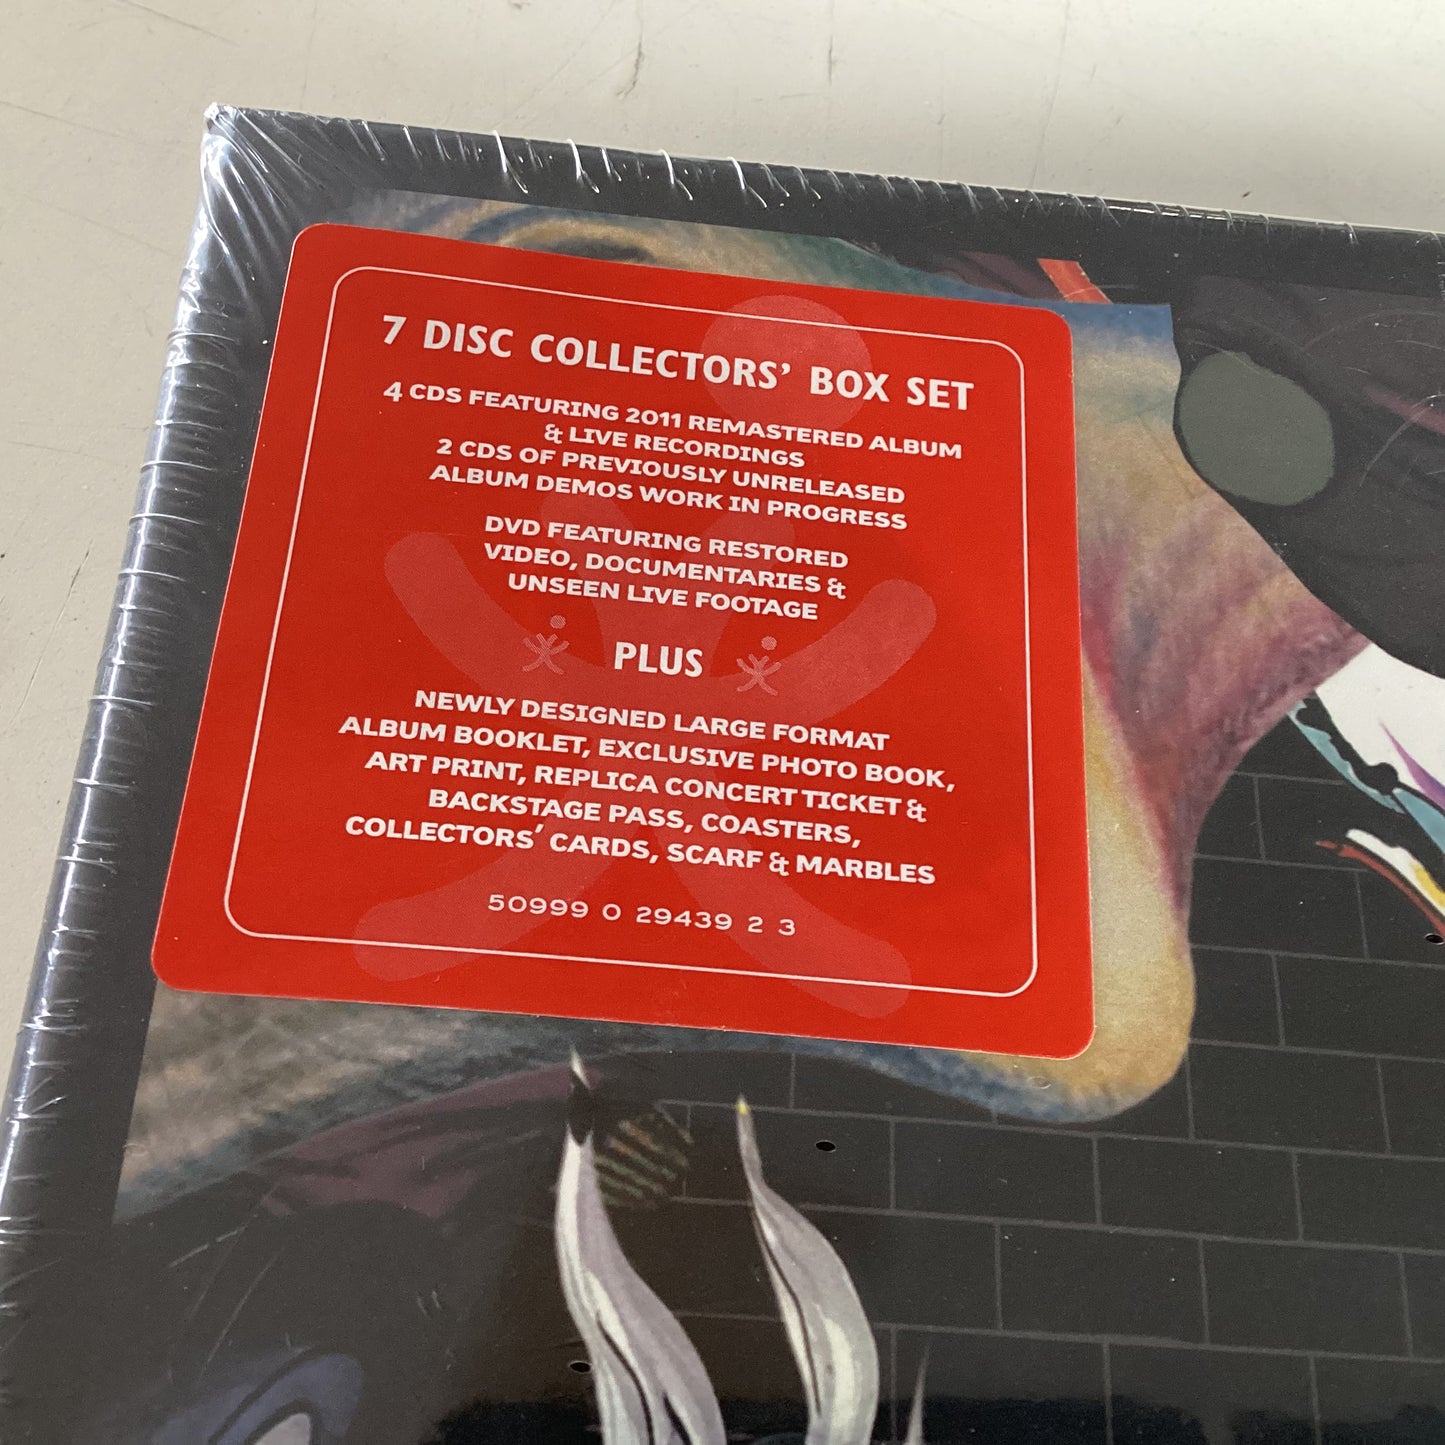 7 DISC COLLECTORS' BOX SET
4 CDS FEATURING 2011 REMASTERED ALBUM
& LIVE RECORDINGS
2 CDS OF PREVIOUSLY UNRELEASED
ALBUM DEMOS WORK IN PROGRESS
DVD FEATURING RESTORED
VIDEO, DOCUMENTARIES &
UNSEEN LIVE FOOTAGE
PLUS
NEWLY DESIGNED LARGE FORMAT
ALBUM BOOKLET, EXCLUSIVE PHOTO BOOK,
ART PRINT, REPLICA CONCERT TICKET &
BACKSTAGE PASS, COASTERS,
COLLECTORS' CARDS, SCARF & MARBLES
50999 0 29439 2 3